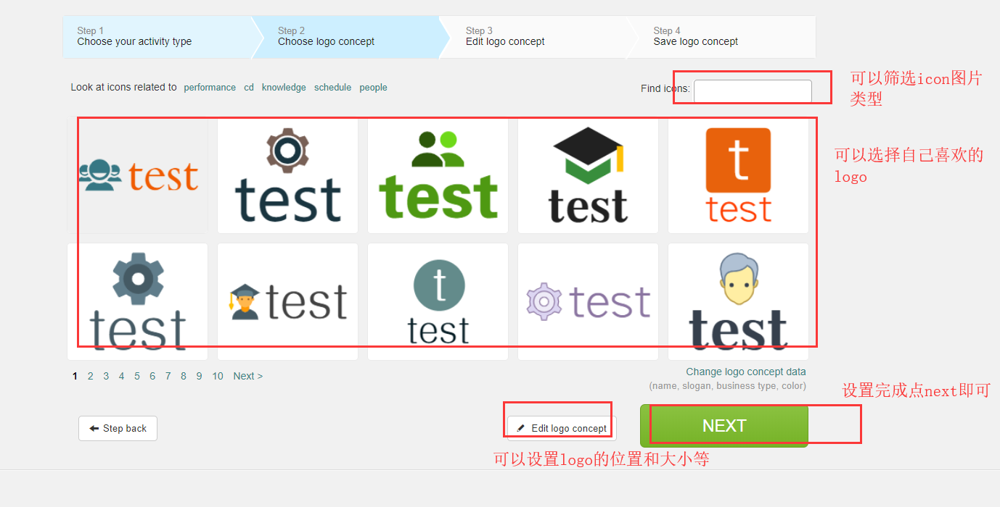 Step 1
Choose your activity type
Step 2
Choose logo concept
Step 3
Edit logo concept
Step 4
Save logo concept
Look at icons related to performance cd knowledge schedule people
Find icons:
可以筛选icon图片
类型
test
test
test
test
t
test
可以选择自己喜欢的
logo
test
test
t
test
test
test
1 2 3 4 5 6 7 8 9 10 Next >
Change logo concept data
(name, slogan, business type, color)
设置完成点next即可
Step back
Edit logo concept
NEXT
可以设置logo的位置和大小等